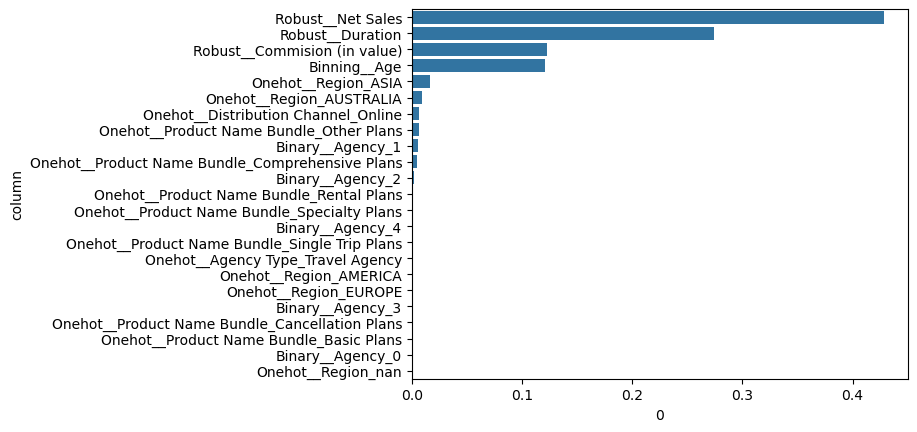 Robust__Net Sales
Robust__Duration
Robust__Commision (in value)
Binning__Age
Onehot__Region_ASIA
Onehot__Region_AUSTRALIA
Onehot__Distribution Channel_Online
Onehot__Product Name Bundle_Other Plans
Binary__Agency_1
Onehot__Product Name Bundle_Comprehensive Plans
Binary__Agency_2
Onehot__Product Name Bundle_Rental Plans
Onehot__Product Name Bundle_Specialty Plans
Binary__Agency_4
Onehot__Product Name Bundle_Single Trip Plans
Onehot__Agency Type_Travel Agency
Onehot__Region_AMERICA
Onehot__Region_EUROPE
Binary__Agency_3
Onehot__Product Name Bundle_Cancellation Plans
Onehot__Product Name Bundle_Basic Plans
Binary__Agency_0
Onehot__Region_nan
column
0.0 0.1 0.2 0.3 0.4
0